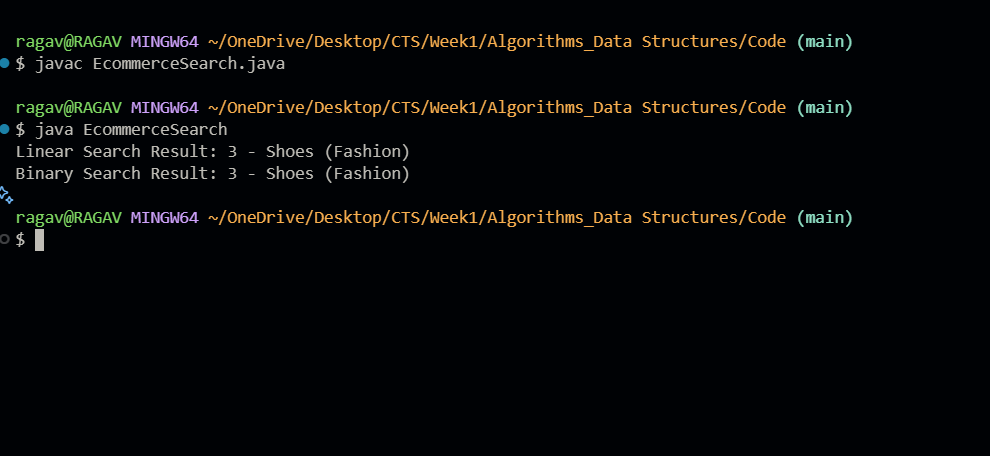 ragav@RAGAV MINGW64 ~/OneDrive/Desktop/CTS/Week1/Algorithms_Data Structures/Code (main)
$ javac EcommerceSearch.java
ragav@RAGAV MINGW64 ~/OneDrive/Desktop/CTS/Week1/Algorithms_Data Structures/Code (main)
$ java EcommerceSearch
Linear Search Result: 3 - Shoes (Fashion)
Binary Search Result: 3 - Shoes (Fashion)
ragav@RAGAV MINGW64 ~/OneDrive/Desktop/CTS/Week1/Algorithms_Data Structures/Code (main)
$